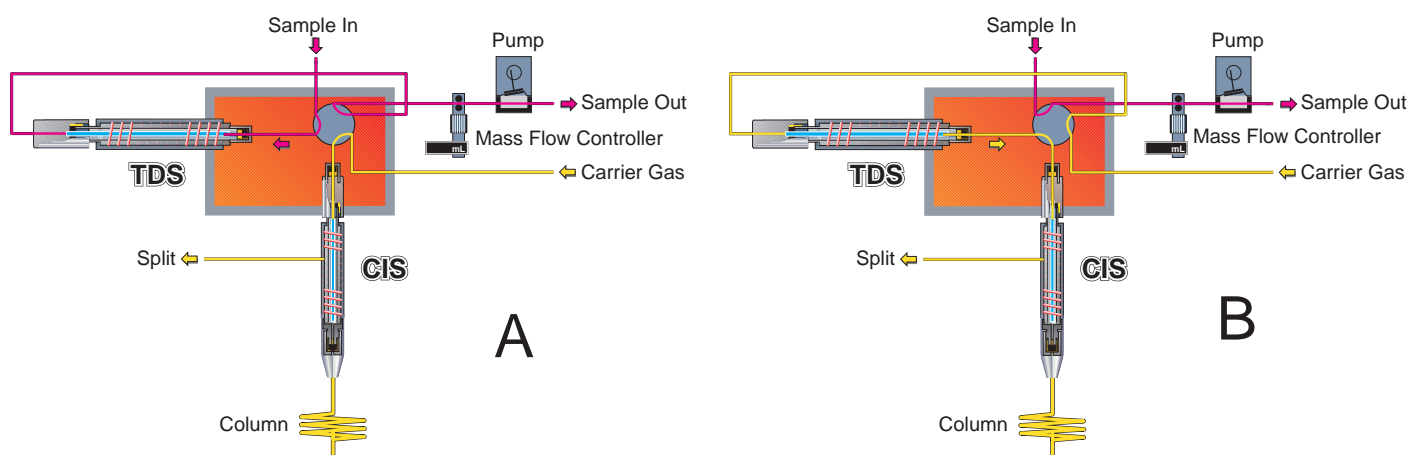 Sample In
Pump
Sample Out
Mass Flow Controller
mL
TDS
Carrier Gas
Split
CIS
A
Column
Sample In
Pump
Sample Out
Mass Flow Controller
mL
TDS
Carrier Gas
Split
CIS
B
Column